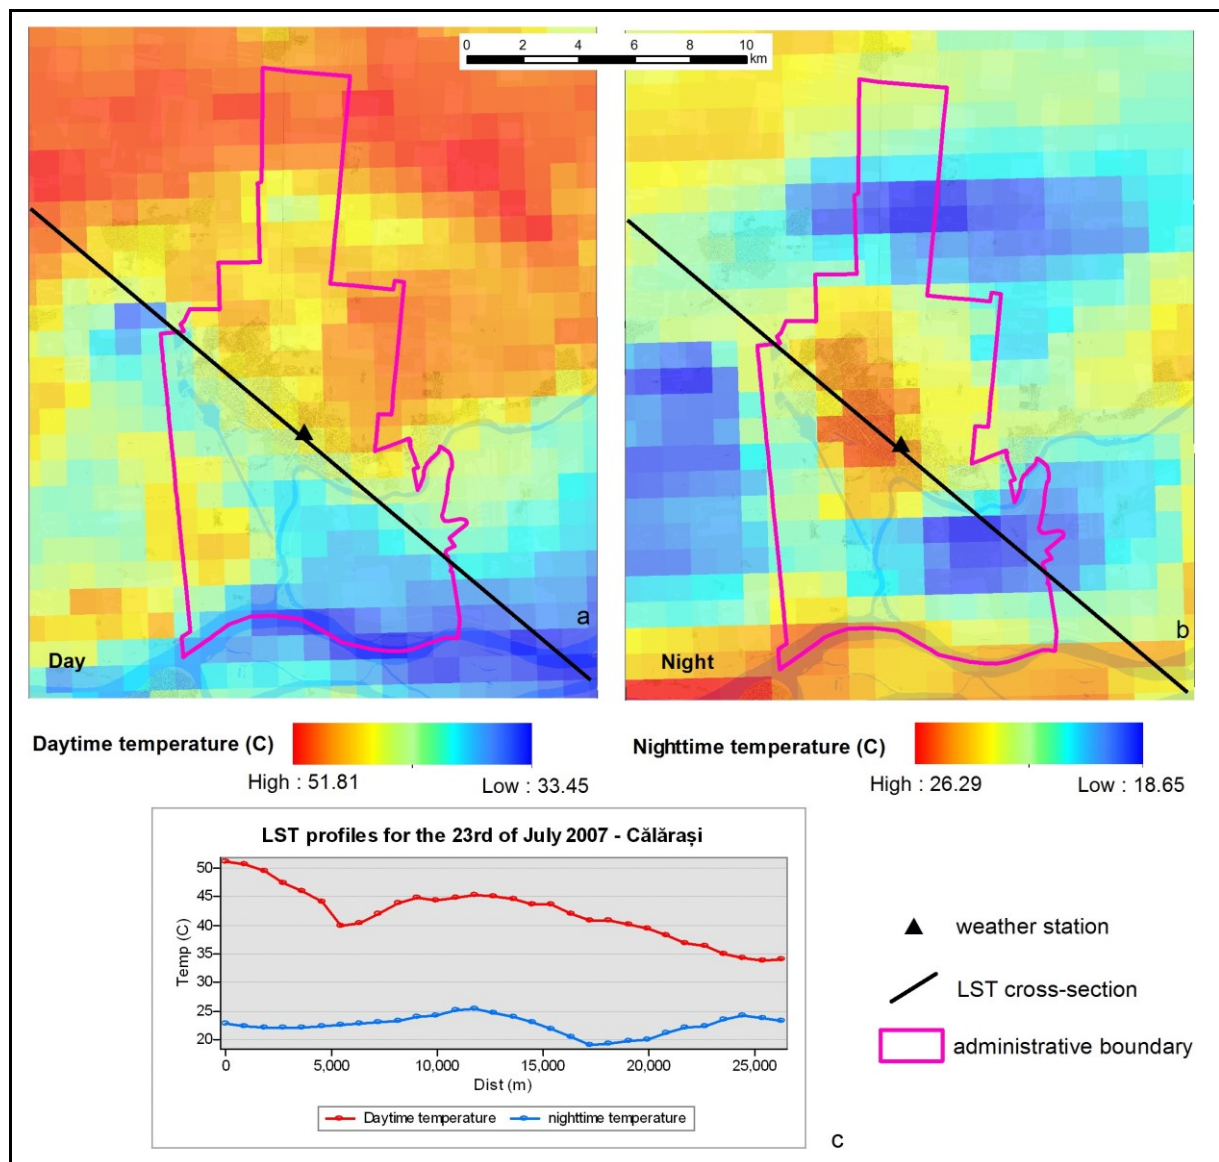 0 2 4 6 8 10
km
a
Day
b
Night
Daytime temperature (C)
High : 51.81 Low : 33.45
Nighttime temperature (C)
High : 26.29 Low : 18.65
LST profiles for the 23rd of July 2007 - Călărași
Temp (C)
50
45
40
35
30
25
20
0 5,000 10,000 15,000 20,000 25,000
Dist (m)
Daytime temperature nighttime temperature
c
weather station
LST cross-section
administrative boundary